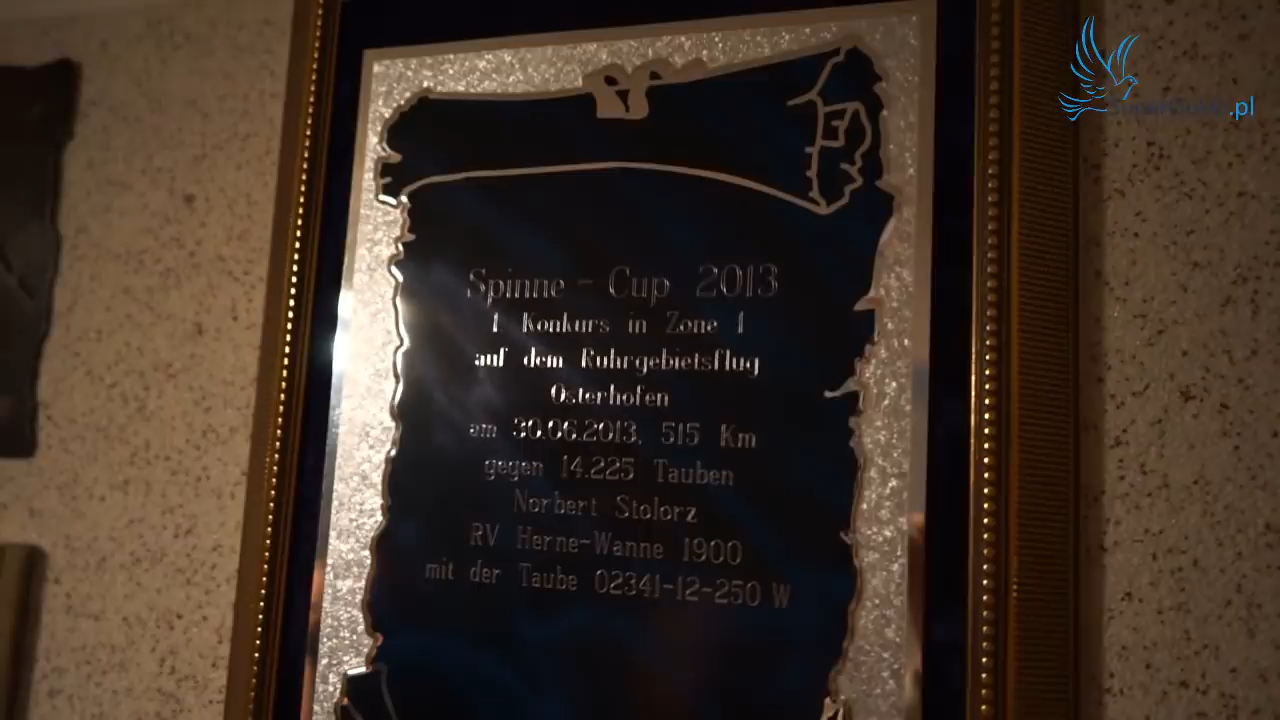 Spinne - Cup 2013
1 Konkurs in Zone 1
auf dem Ruhrgebietsflug
Osterhofen
am 30.06.2013, 515 Km
gegen 14.225 Tauben
Norbert Stolorz
RV Herne-Wanne 1900
mit der Taube 02341-12-250 W
.pl